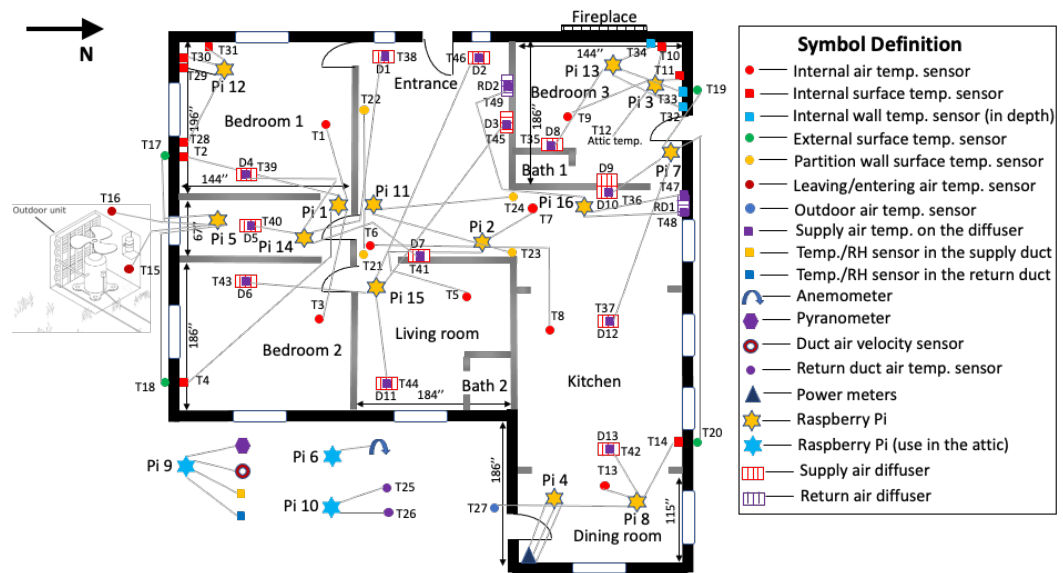 Fireplace
N
T31
T30
T29
Pi 12
196’’
Bedroom 1
T28
T2
D4
T39
144’’
T17
T1
T22
D1
T38
Entrance
T46
D2
RD2
T49
D3
T45
144’’
T34
T10
Pi 13
T11
Bedroom 3
Pi 3
T33
T32
T19
186’’
T9
T12
Attic temp.
T35
D8
Bath 1
D9
Pi 7
D10
T36
T47
RD1
T48
Pi 16
T24
T7
Pi 2
T23
Outdoor unit
T16
T15
Pi 5
67’’
T40
D5
Pi 14
Pi 1
Pi 11
T6
T21
D7
T41
T43
D6
Pi 15
T3
T5
Living room
T8
T37
D12
186’’
Bedroom 2
T18
T4
D11
T44
184’’
Bath 2
Kitchen
Pi 9
Pi 6
Pi 10
T25
T26
186’’
T27
Pi 4
D13
T42
T13
T14
T20
Pi 8
115’’
Dining room
Symbol Definition
Internal air temp. sensor
Internal surface temp. sensor
Internal wall temp. sensor (in depth)
External surface temp. sensor
Partition wall surface temp. sensor
Leaving/entering air temp. sensor
Outdoor air temp. sensor
Supply air temp. on the diffuser
Temp./RH sensor in the supply duct
Temp./RH sensor in the return duct
Anemometer
Pyranometer
Duct air velocity sensor
Return duct air temp. sensor
Power meters
Raspberry Pi
Raspberry Pi (use in the attic)
Supply air diffuser
Return air diffuser